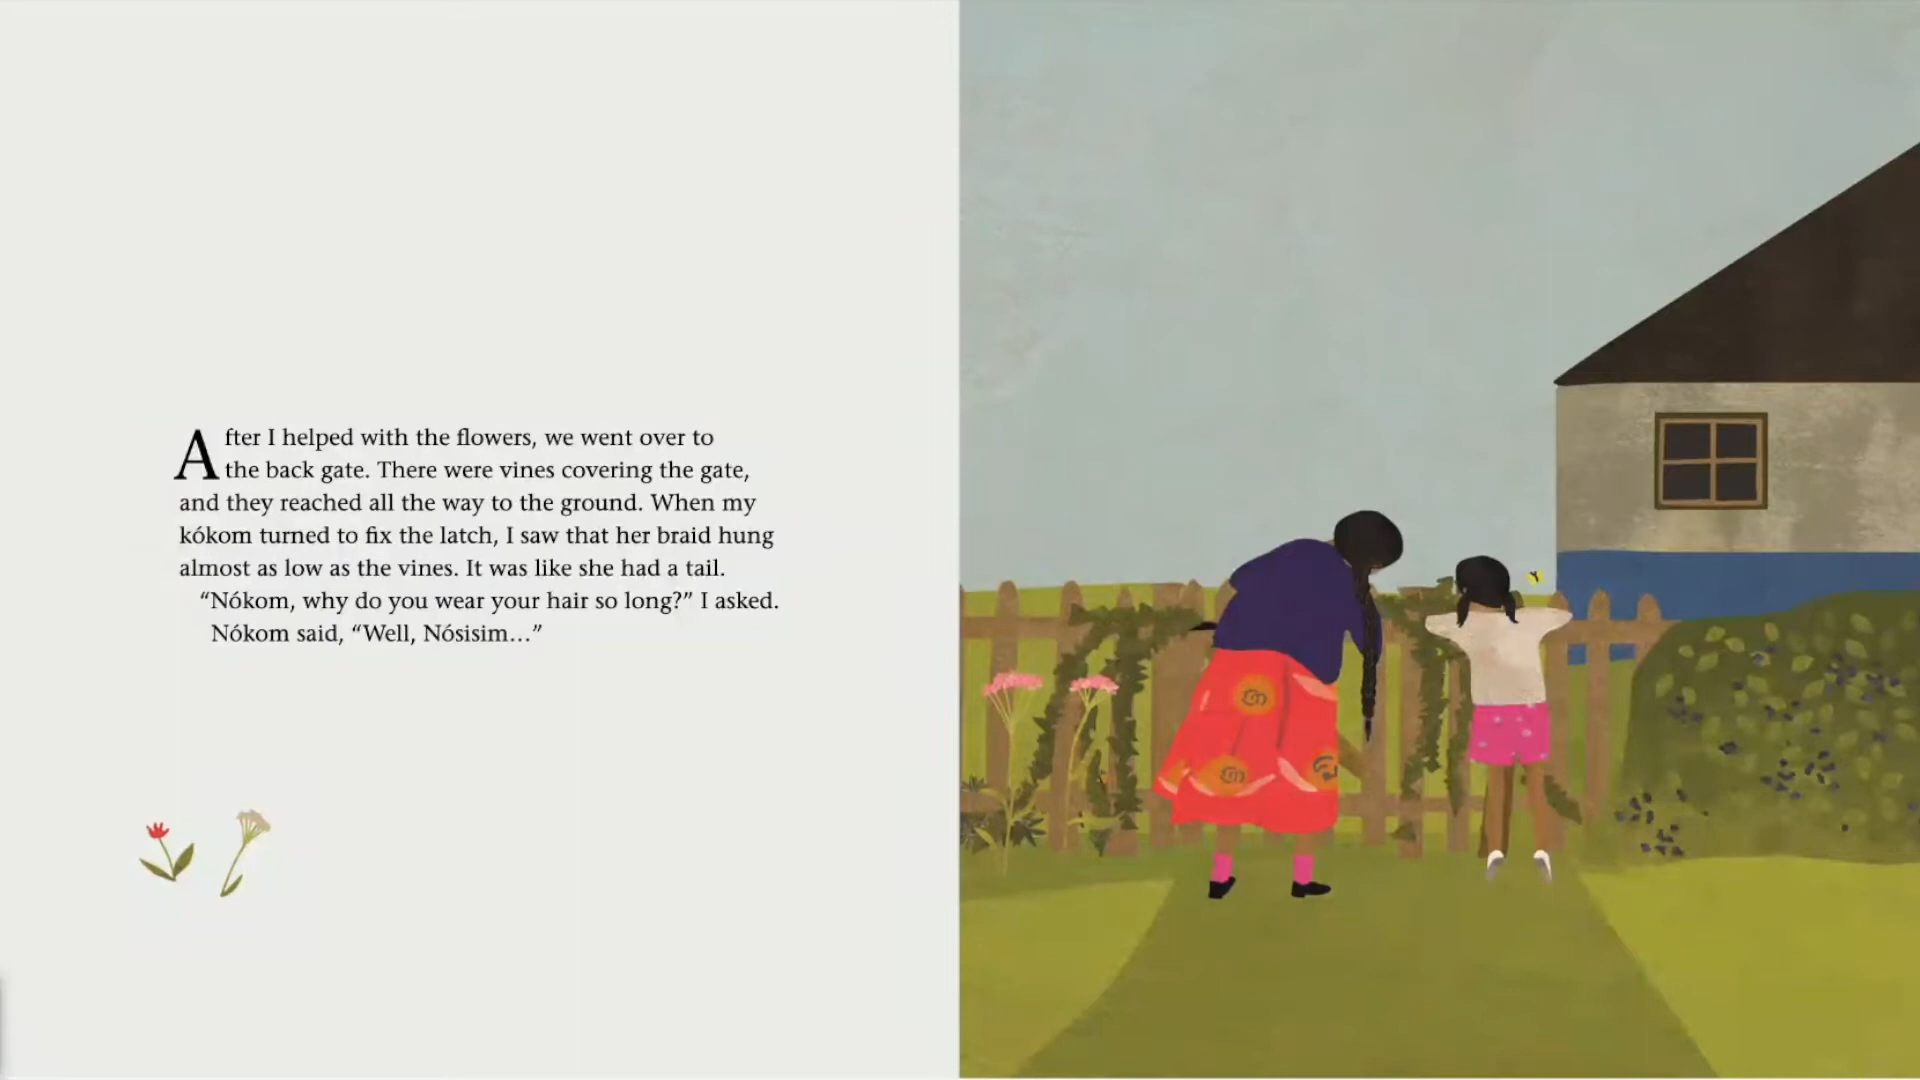 After I helped with the flowers, we went over to
the back gate. There were vines covering the gate,
and they reached all the way to the ground. When my
kókom turned to fix the latch, I saw that her braid hung
almost as low as the vines. It was like she had a tail.
“Nókom, why do you wear your hair so long?” I asked.
Nókom said, “Well, Nósisim…”